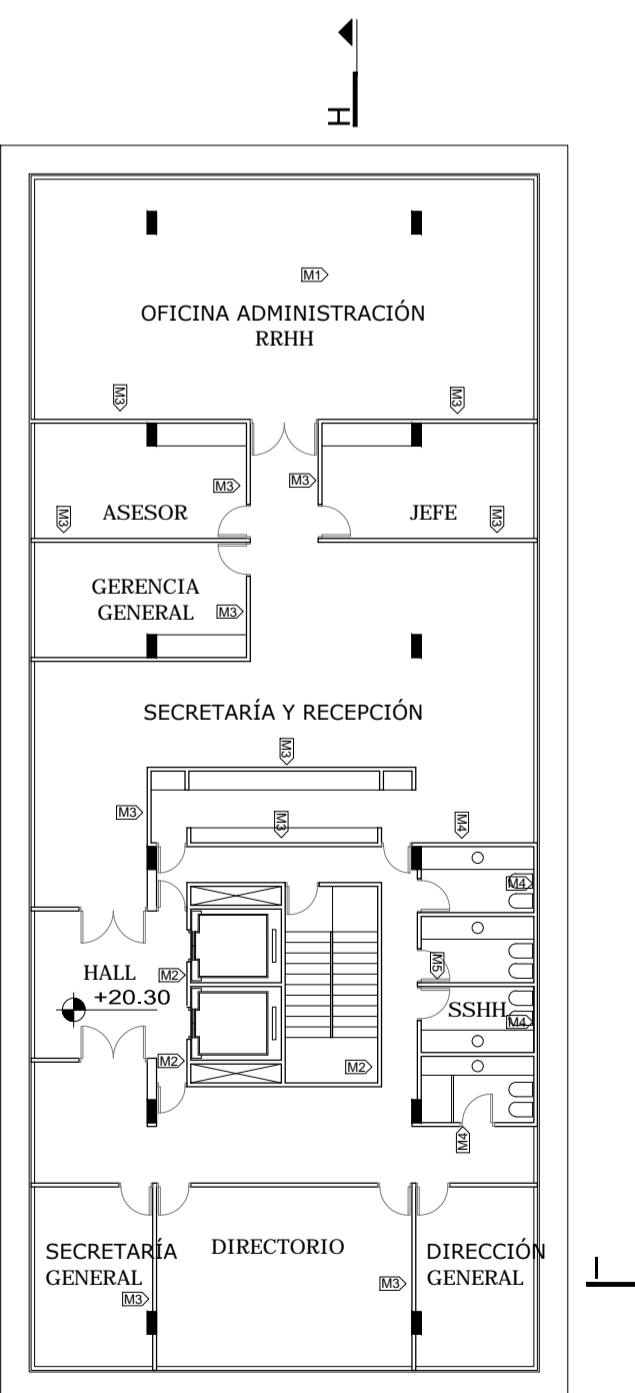 H
M1
OFICINA ADMINISTRACIÓN
RRHH
M3
M3
M3
M3
ASESOR
JEFE
M3
M3
GERENCIA
GENERAL
M3
SECRETARÍA Y RECEPCIÓN
M3
M3
M3
M4
M4
HALL
M2
M5
+20.30
SSHH
M4
M2
M2
M4
SECRETARÍA
GENERAL
DIRECTORIO
DIRECCIÓN
GENERAL
M3
M3
I